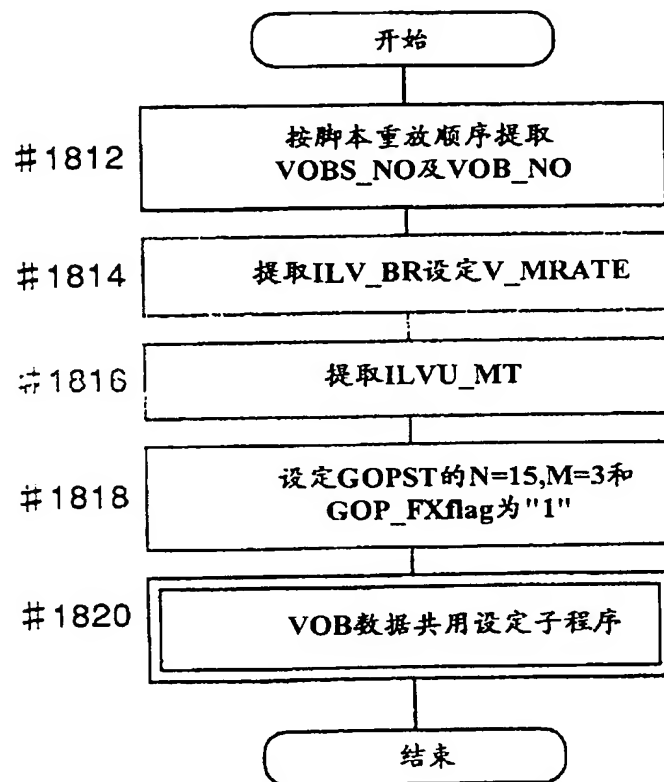 开始
#1812
按脚本重放顺序提取
VOBS_NO及VOB_NO
#1814
提取ILV_BR设定V_MRATE
#1816
提取ILVU_MT
#1818
设定GOPST的N=15,M=3和
GOP_FXflag为"1"
#1820
VOB数据共用设定子程序
结束